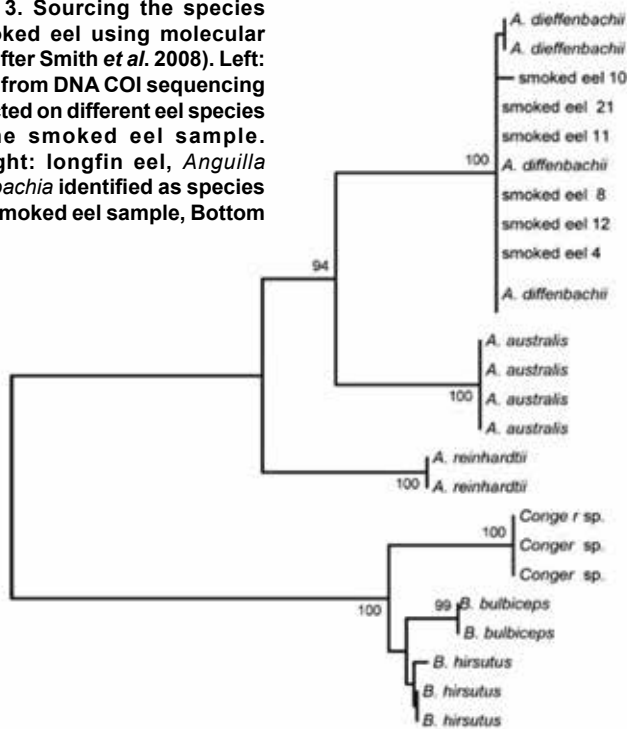 3. Sourcing the species
oked eel using molecular
fter Smith et al. 2008). Left:
from DNA COI sequencing
cted on different eel species
e smoked eel sample.
ght: longfin eel, Anguilla
bachia identified as species
moked eel sample, Bottom
A. dieffenbachii
A. dieffenbachii
smoked eel 10
smoked eel 21
smoked eel 11
100
A. diffenbachii
smoked eel 8
smoked eel 12
smoked eel 4
94
A. diffenbachii
A. australis
A. australis
100
A. australis
A. australis
A. reinhardtii
100
A. reinhardtii
Conge r sp.
100
Conger sp.
Conger sp.
100
99
B. bulbiceps
B. bulbiceps
B. hirsutus
B. hirsutus
B. hirsutus